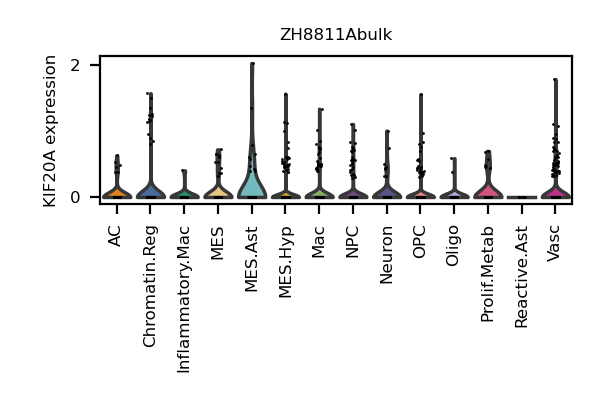 ZH8811Abulk
KIF20A expression
2
0
AC
Chromatin.Reg
Inflammatory.Mac
MES
MES.Ast
MES.Hyp
Mac
NPC
Neuron
OPC
Oligo
Prolif.Metab
Reactive.Ast
Vasc